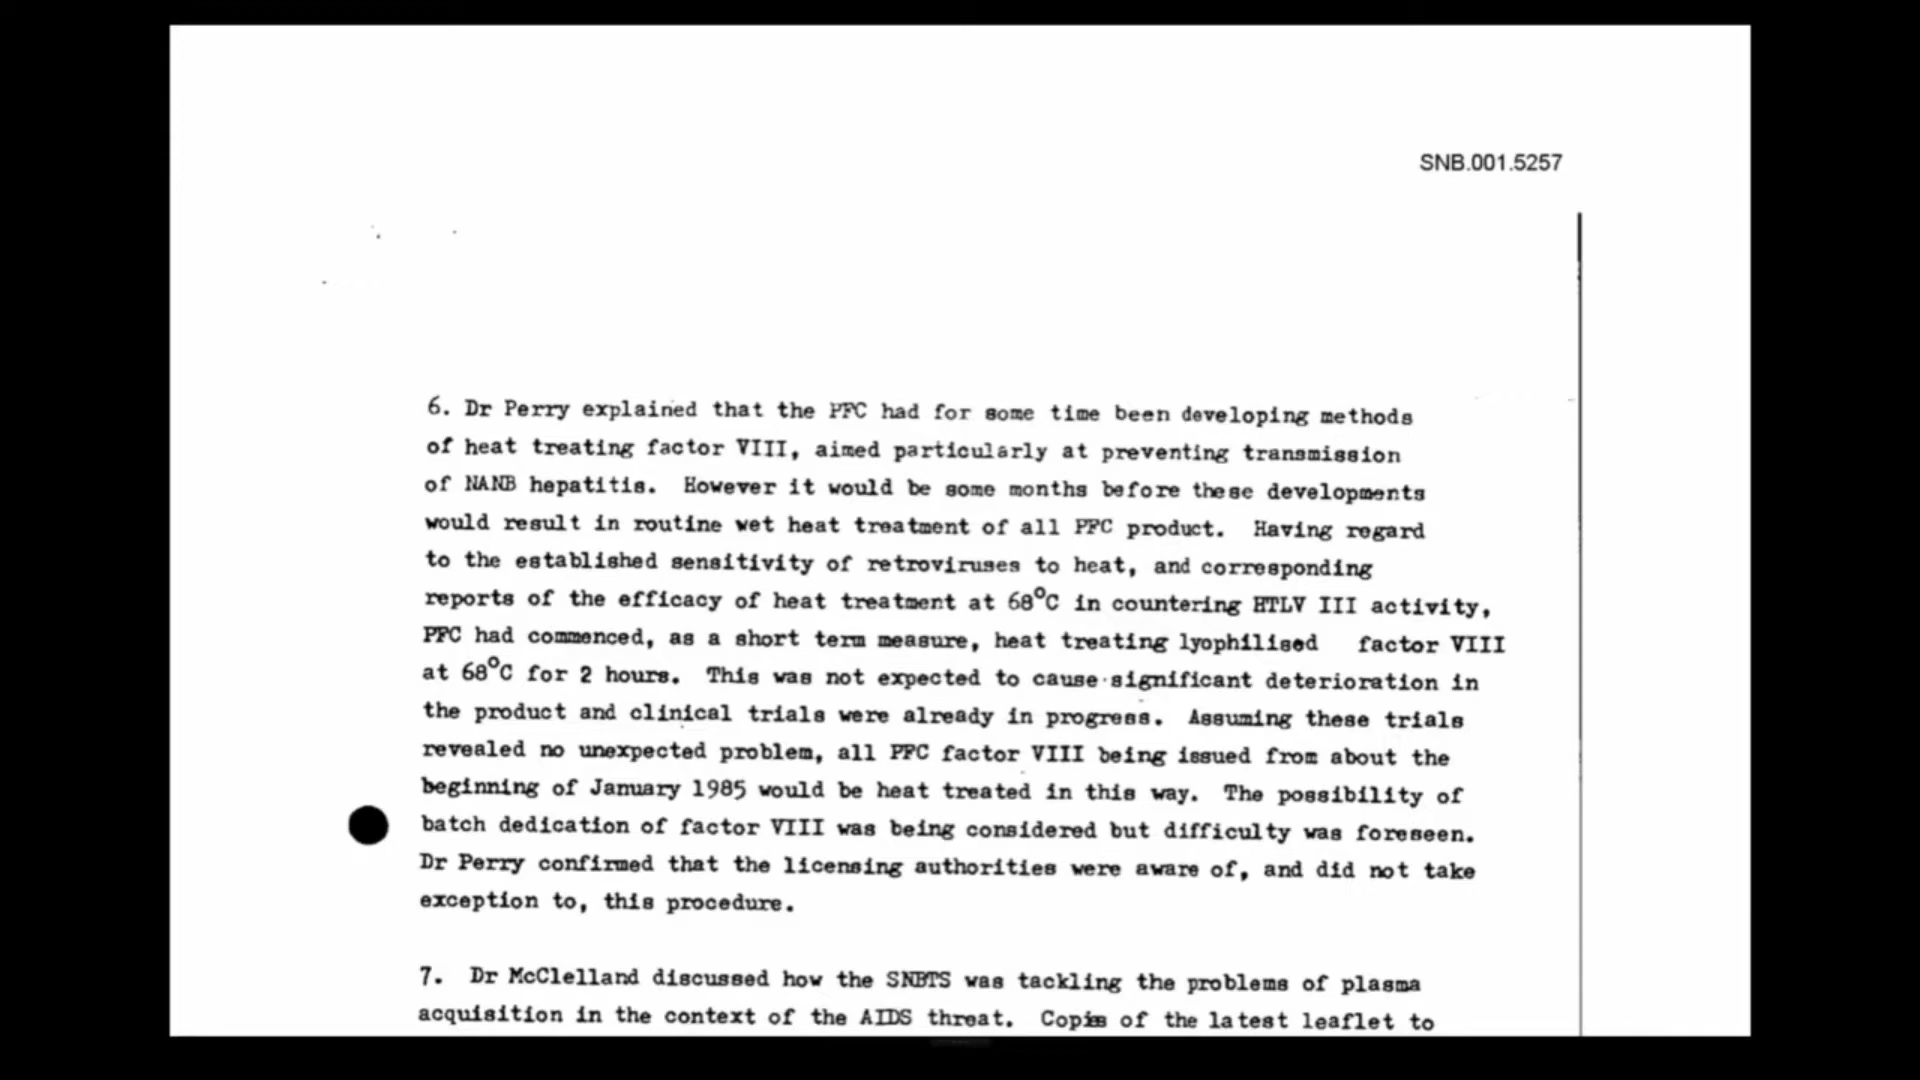 SNB.001.5257
6. Dr Perry explained that the PFC had for some time been developing methods
of heat treating factor VIII, aimed particularly at preventing transmission
of NANB hepatitis. However it would be some months before these developments
would result in routine wet heat treatment of all PFC product. Having regard
to the established sensitivity of retroviruses to heat, and corresponding
reports of the efficacy of heat treatment at 68°C in countering HTLV III activity,
PFC had commenced, as a short term measure, heat treating lyophilised factor VIII
at 68°C for 2 hours. This was not expected to cause significant deterioration in
the product and clinical trials were already in progress. Assuming these trials
revealed no unexpected problem, all PFC factor VIII being issued from about the
beginning of January 1985 would be heat treated in this way. The possibility of
batch dedication of factor VIII was being considered but difficulty was foreseen.
Dr Perry confirmed that the licensing authorities were aware of, and did not take
exception to, this procedure.
7. Dr McClelland discussed how the SNBTS was tackling the problems of plasma
acquisition in the context of the AIDS threat. Copies of the latest leaflet to